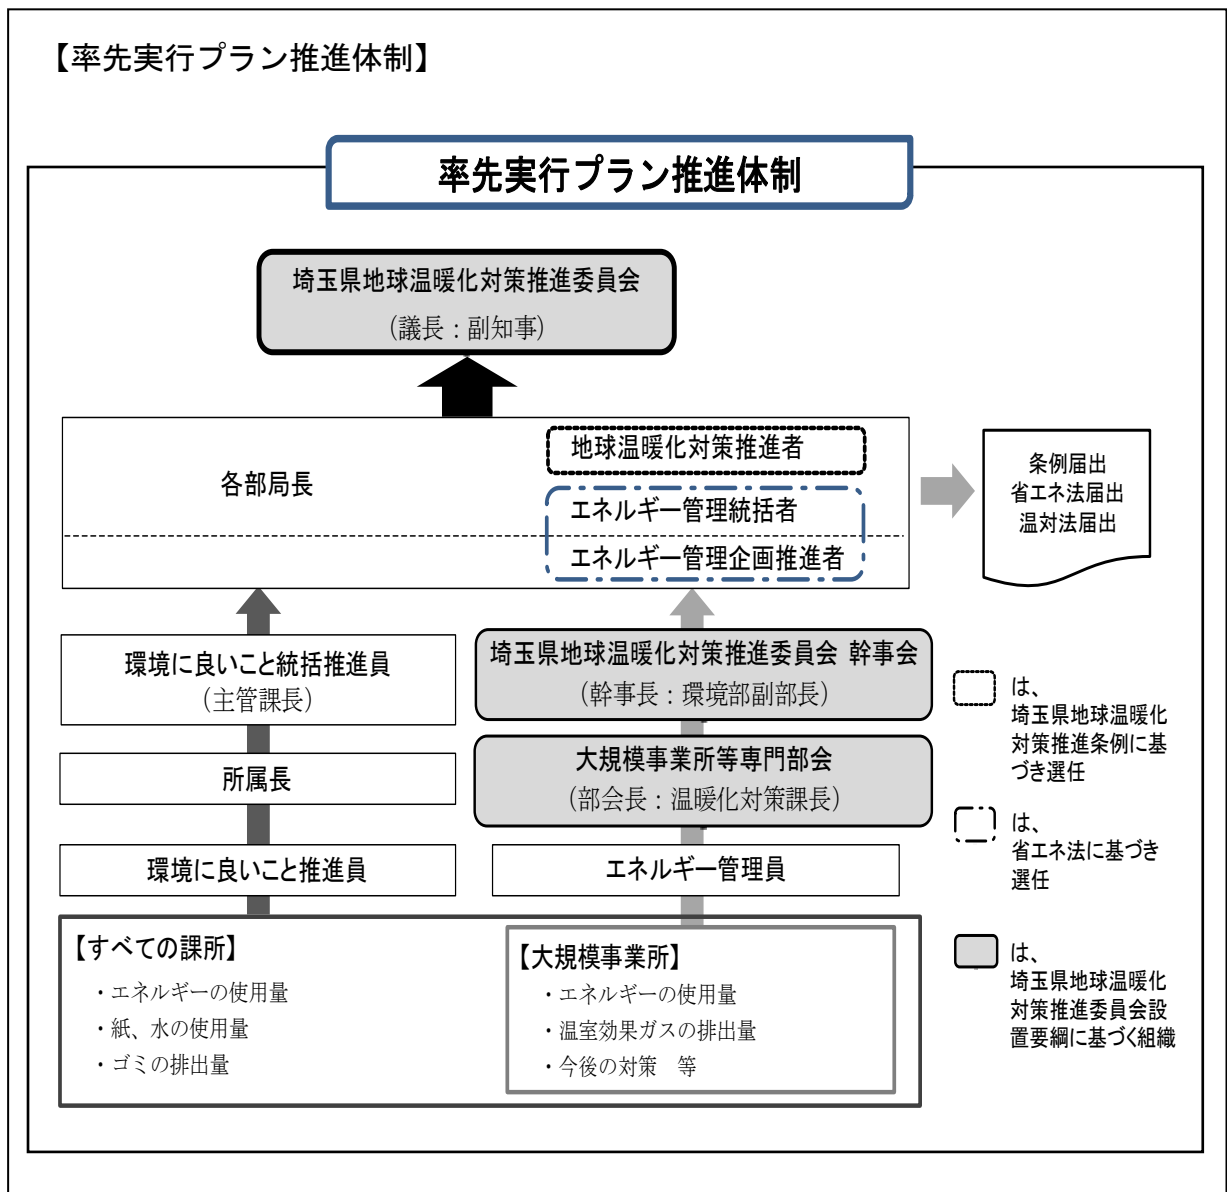 【率先実行プラン推進体制】
率先実行プラン推進体制
埼玉県地球温暖化対策推進委員会
（議長：副知事）
各部局長
地球温暖化対策推進者
エネルギー管理統括者
エネルギー管理企画推進者
条例届出
省エネ法届出
温対法届出
環境に良いこと統括推進員
（主管課長）
所属長
環境に良いこと推進員
埼玉県地球温暖化対策推進委員会 幹事会
（幹事長：環境部副部長）
大規模事業所等専門部会
（部会長：温暖化対策課長）
エネルギー管理員
【すべての課所】
・エネルギーの使用量
・紙、水の使用量
・ゴミの排出量
【大規模事業所】
・エネルギーの使用量
・温室効果ガスの排出量
・今後の対策　等
は、
埼玉県地球温暖化
対策推進条例に基
づき選任
は、
省エネ法に基づき
選任
は、
埼玉県地球温暖化
対策推進委員会設
置要綱に基づく組織